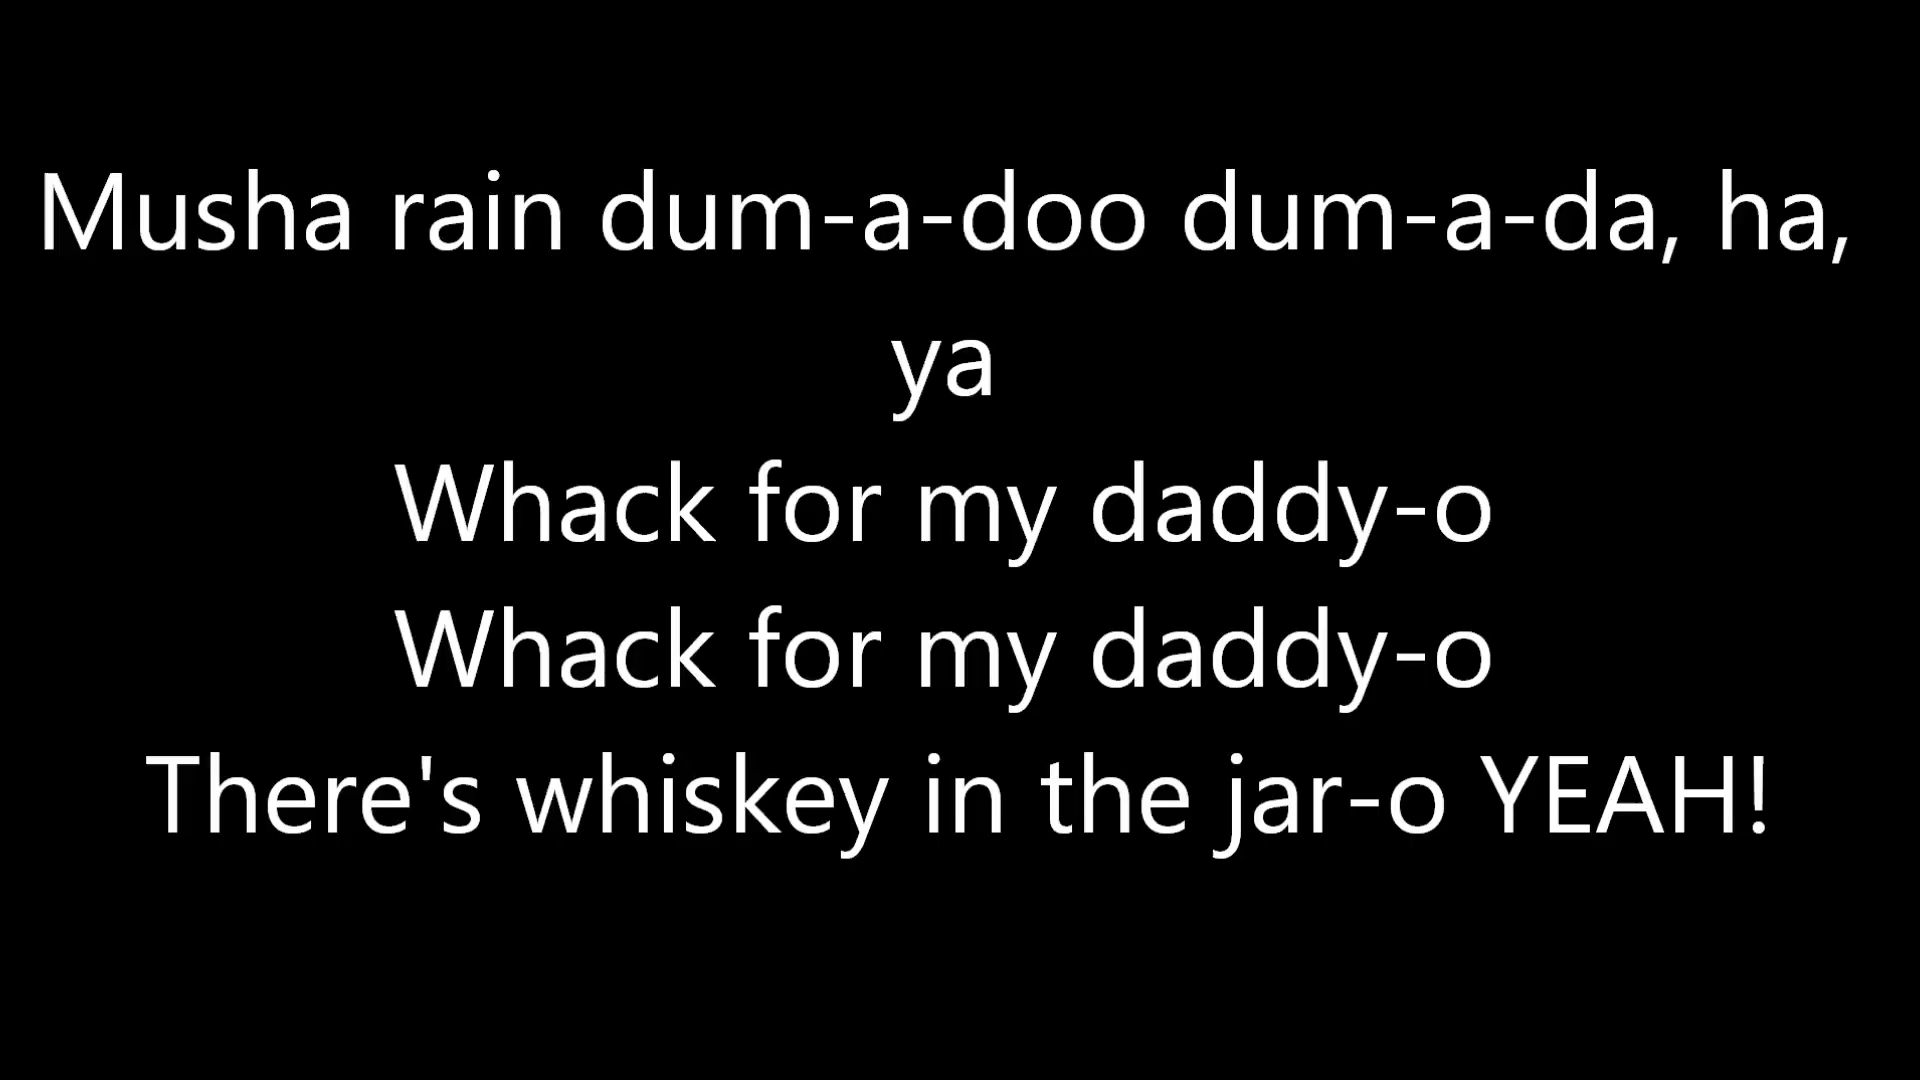 Musha rain dum-a-doo dum-a-da, ha,
ya
Whack for my daddy-o
Whack for my daddy-o
There's whiskey in the jar-o YEAH!